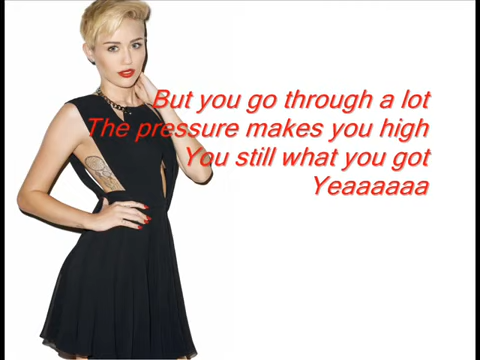 But you go through a lot
The pressure makes you high
You still what you got
Yeaaaaaa